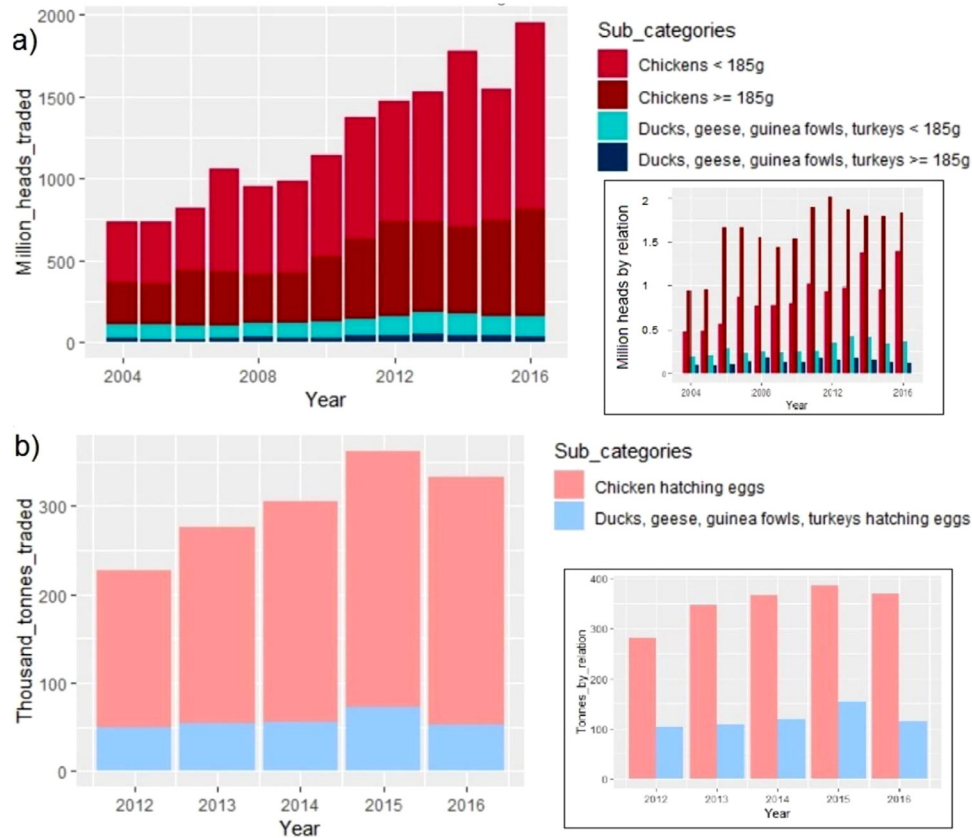 a)
Million_heads_traded
2000
1500
1000
500
0
2004
2008
2012
2016
Year
Sub_categories
Chickens < 185g
Chickens >= 185g
Ducks, geese, guinea fowls, turkeys < 185g
Ducks, geese, guinea fowls, turkeys >= 185g
Million heads by relation
2
1.5
1
0.5
0
2004
2008
2012
2016
Year
b)
Thousand_tonnes_traded
300
200
100
0
2012
2013
2014
2015
2016
Year
Sub_categories
Chicken hatching eggs
Ducks, geese, guinea fowls, turkeys hatching eggs
Tonnes_by_relation
400
300
200
100
0
2012
2013
2014
2015
2016
Year